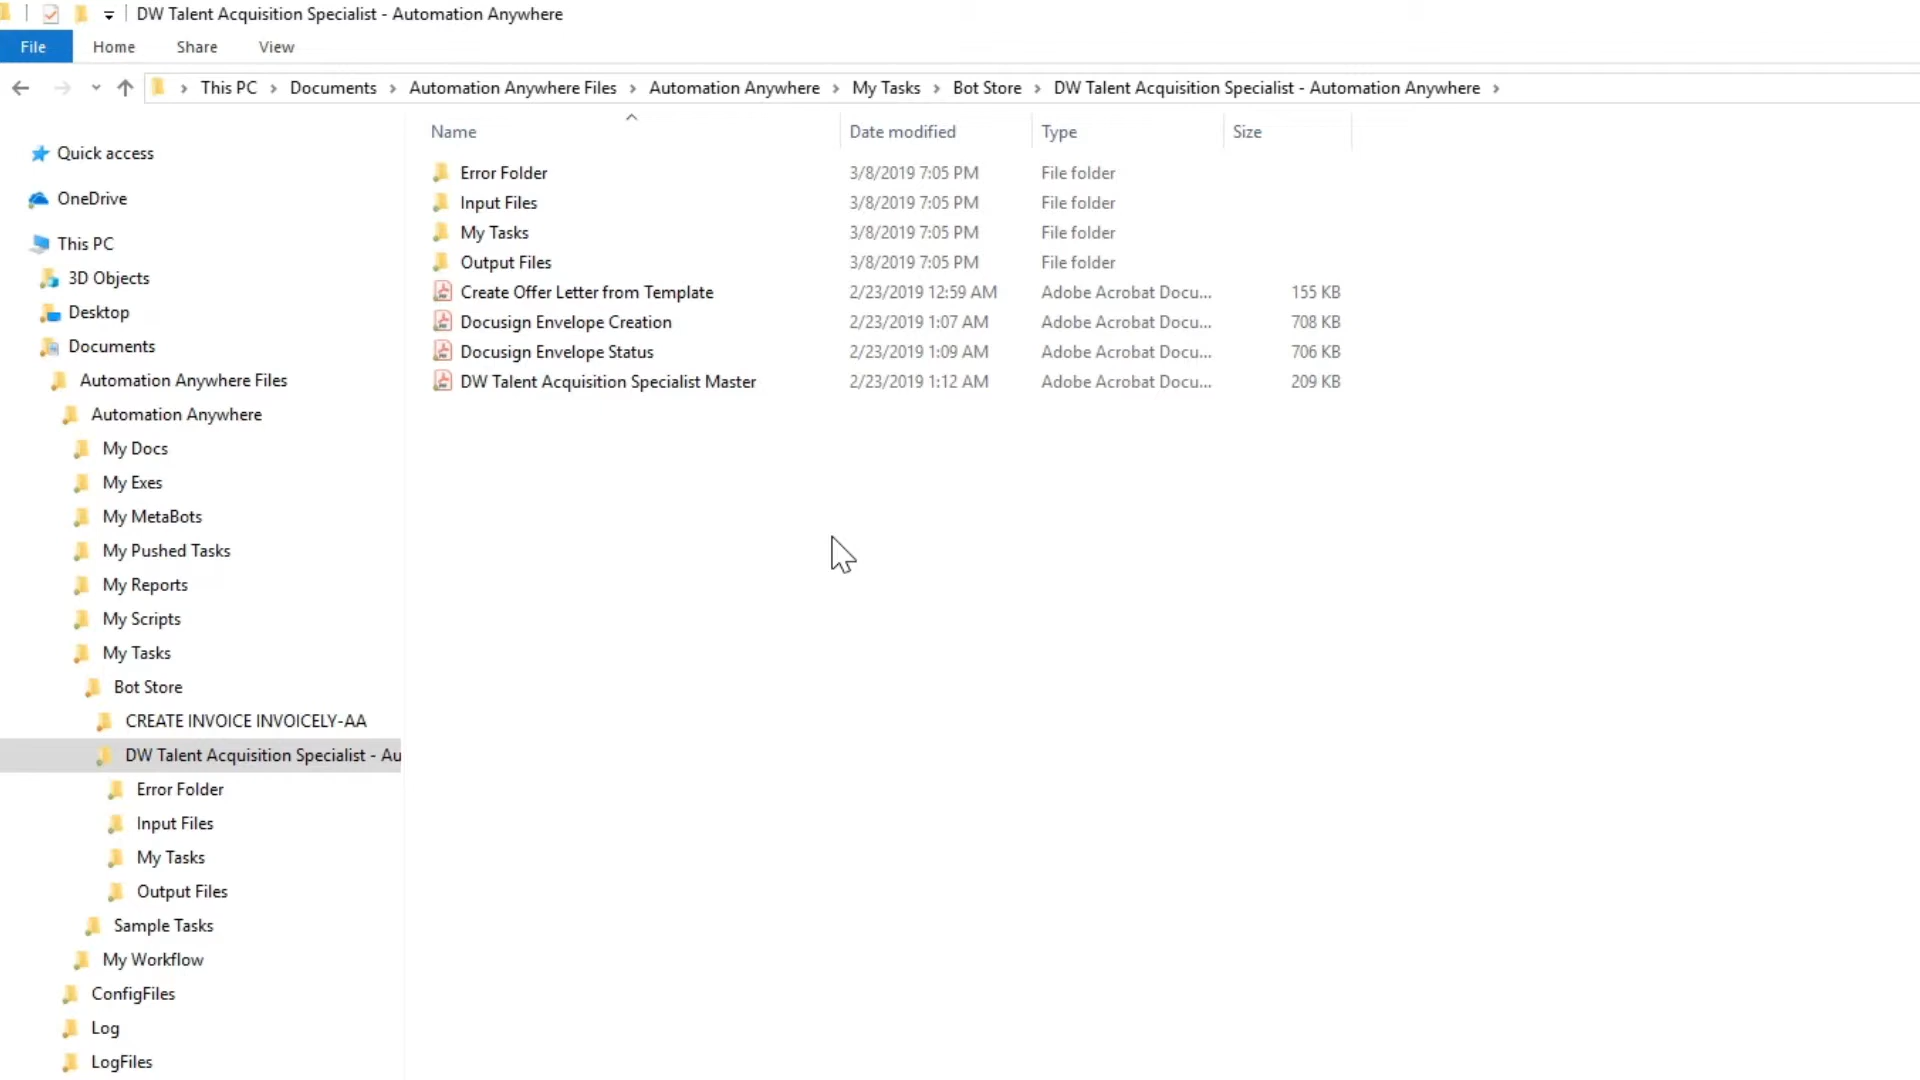 DW Talent Acquisition Specialist - Automation Anywhere
File Home Share View
This PC Documents Automation Anywhere Files Automation Anywhere My Tasks Bot Store DW Talent Acquisition Specialist - Automation Anywhere
Name Date modified Type Size
Error Folder 3/8/2019 7:05 PM File folder
Input Files 3/8/2019 7:05 PM File folder
My Tasks 3/8/2019 7:05 PM File folder
Output Files 3/8/2019 7:05 PM File folder
Create Offer Letter from Template 2/23/2019 12:59 AM Adobe Acrobat Docu... 155 KB
Docusign Envelope Creation 2/23/2019 1:07 AM Adobe Acrobat Docu... 708 KB
Docusign Envelope Status 2/23/2019 1:09 AM Adobe Acrobat Docu... 706 KB
DW Talent Acquisition Specialist Master 2/23/2019 1:12 AM Adobe Acrobat Docu... 209 KB
Quick access
OneDrive
This PC
3D Objects
Desktop
Documents
Automation Anywhere Files
Automation Anywhere
My Docs
My Exes
My MetaBots
My Pushed Tasks
My Reports
My Scripts
My Tasks
Bot Store
CREATE INVOICE INVOICELY-AA
DW Talent Acquisition Specialist - Au
Error Folder
Input Files
My Tasks
Output Files
Sample Tasks
My Workflow
ConfigFiles
Log
LogFiles